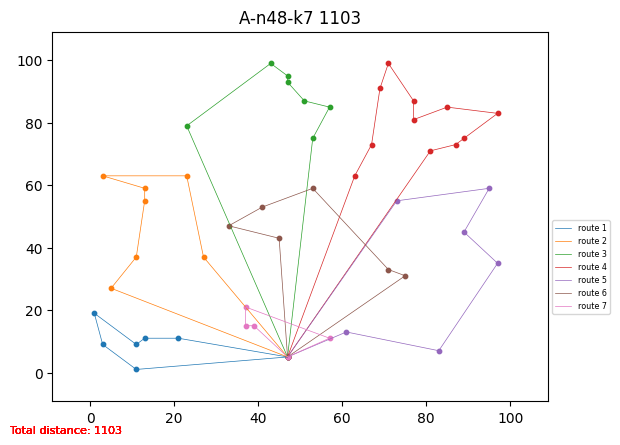 A-n48-k7 1103
100
80
60
40
20
0
0 20 40 60 80 100
route 1
route 2
route 3
route 4
route 5
route 6
route 7
Total distance: 1103